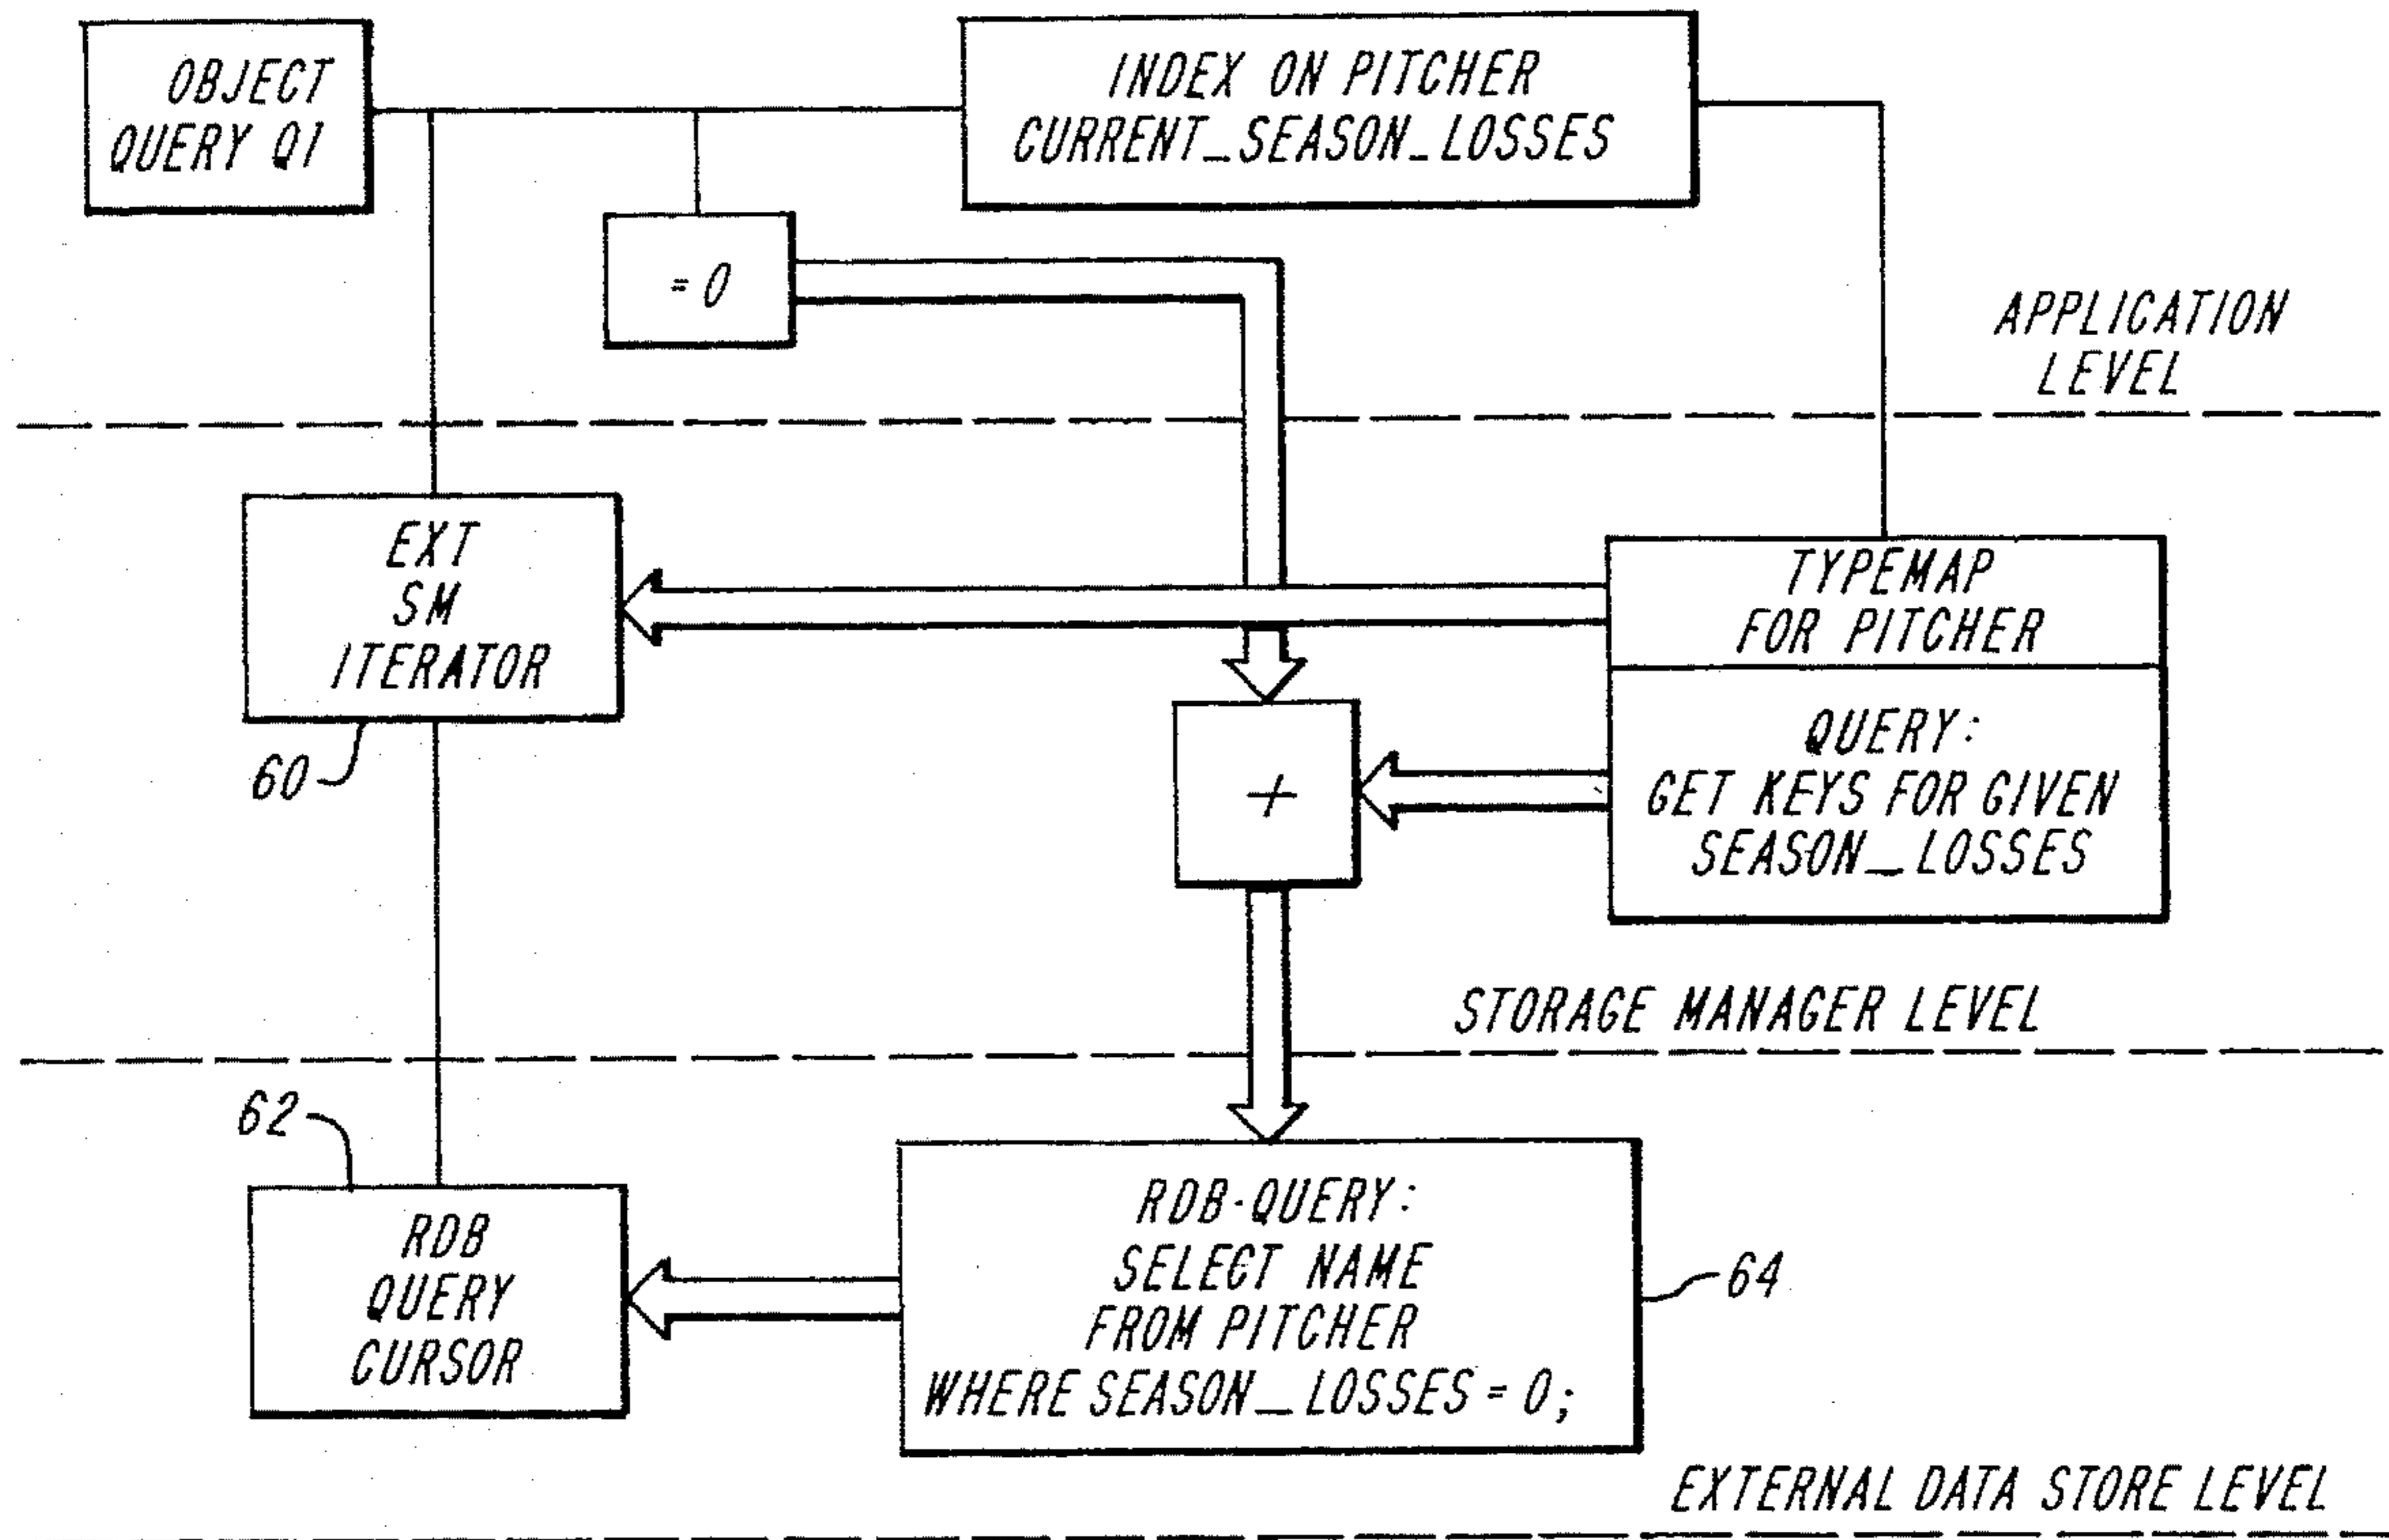 OBJECT
QUERY Q1
INDEX ON PITCHER
CURRENT_SEASON_LOSSES
= 0
APPLICATION
LEVEL
EXT
SM
ITERATOR
60
TYPEMAP
FOR PITCHER
QUERY:
GET KEYS FOR GIVEN
SEASON_LOSSES
+
STORAGE MANAGER LEVEL
62
RDB
QUERY
CURSOR
RDB-QUERY:
SELECT NAME
FROM PITCHER
WHERE SEASON_LOSSES = 0;
64
EXTERNAL DATA STORE LEVEL